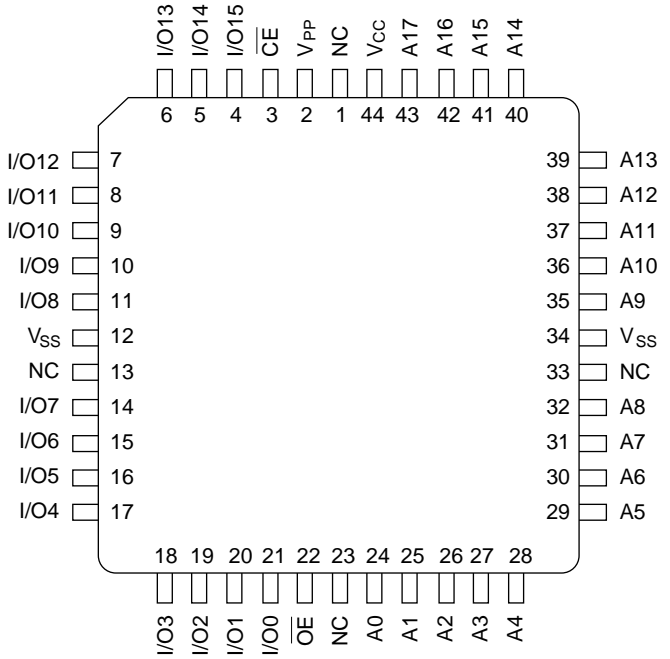 I/O13 I/O14 I/O15 CE VPP NC VCC A17 A16 A15 A14
6 5 4 3 2 1 44 43 42 41 40
I/O12 7 39 A13
I/O11 8 38 A12
I/O10 9 37 A11
I/O9 10 36 A10
I/O8 11 35 A9
VSS 12 34 VSS
NC 13 33 NC
I/O7 14 32 A8
I/O6 15 31 A7
I/O5 16 30 A6
I/O4 17 29 A5
18 19 20 21 22 23 24 25 26 27 28
I/O3 I/O2 I/O1 I/O0 OE NC A0 A1 A2 A3 A4